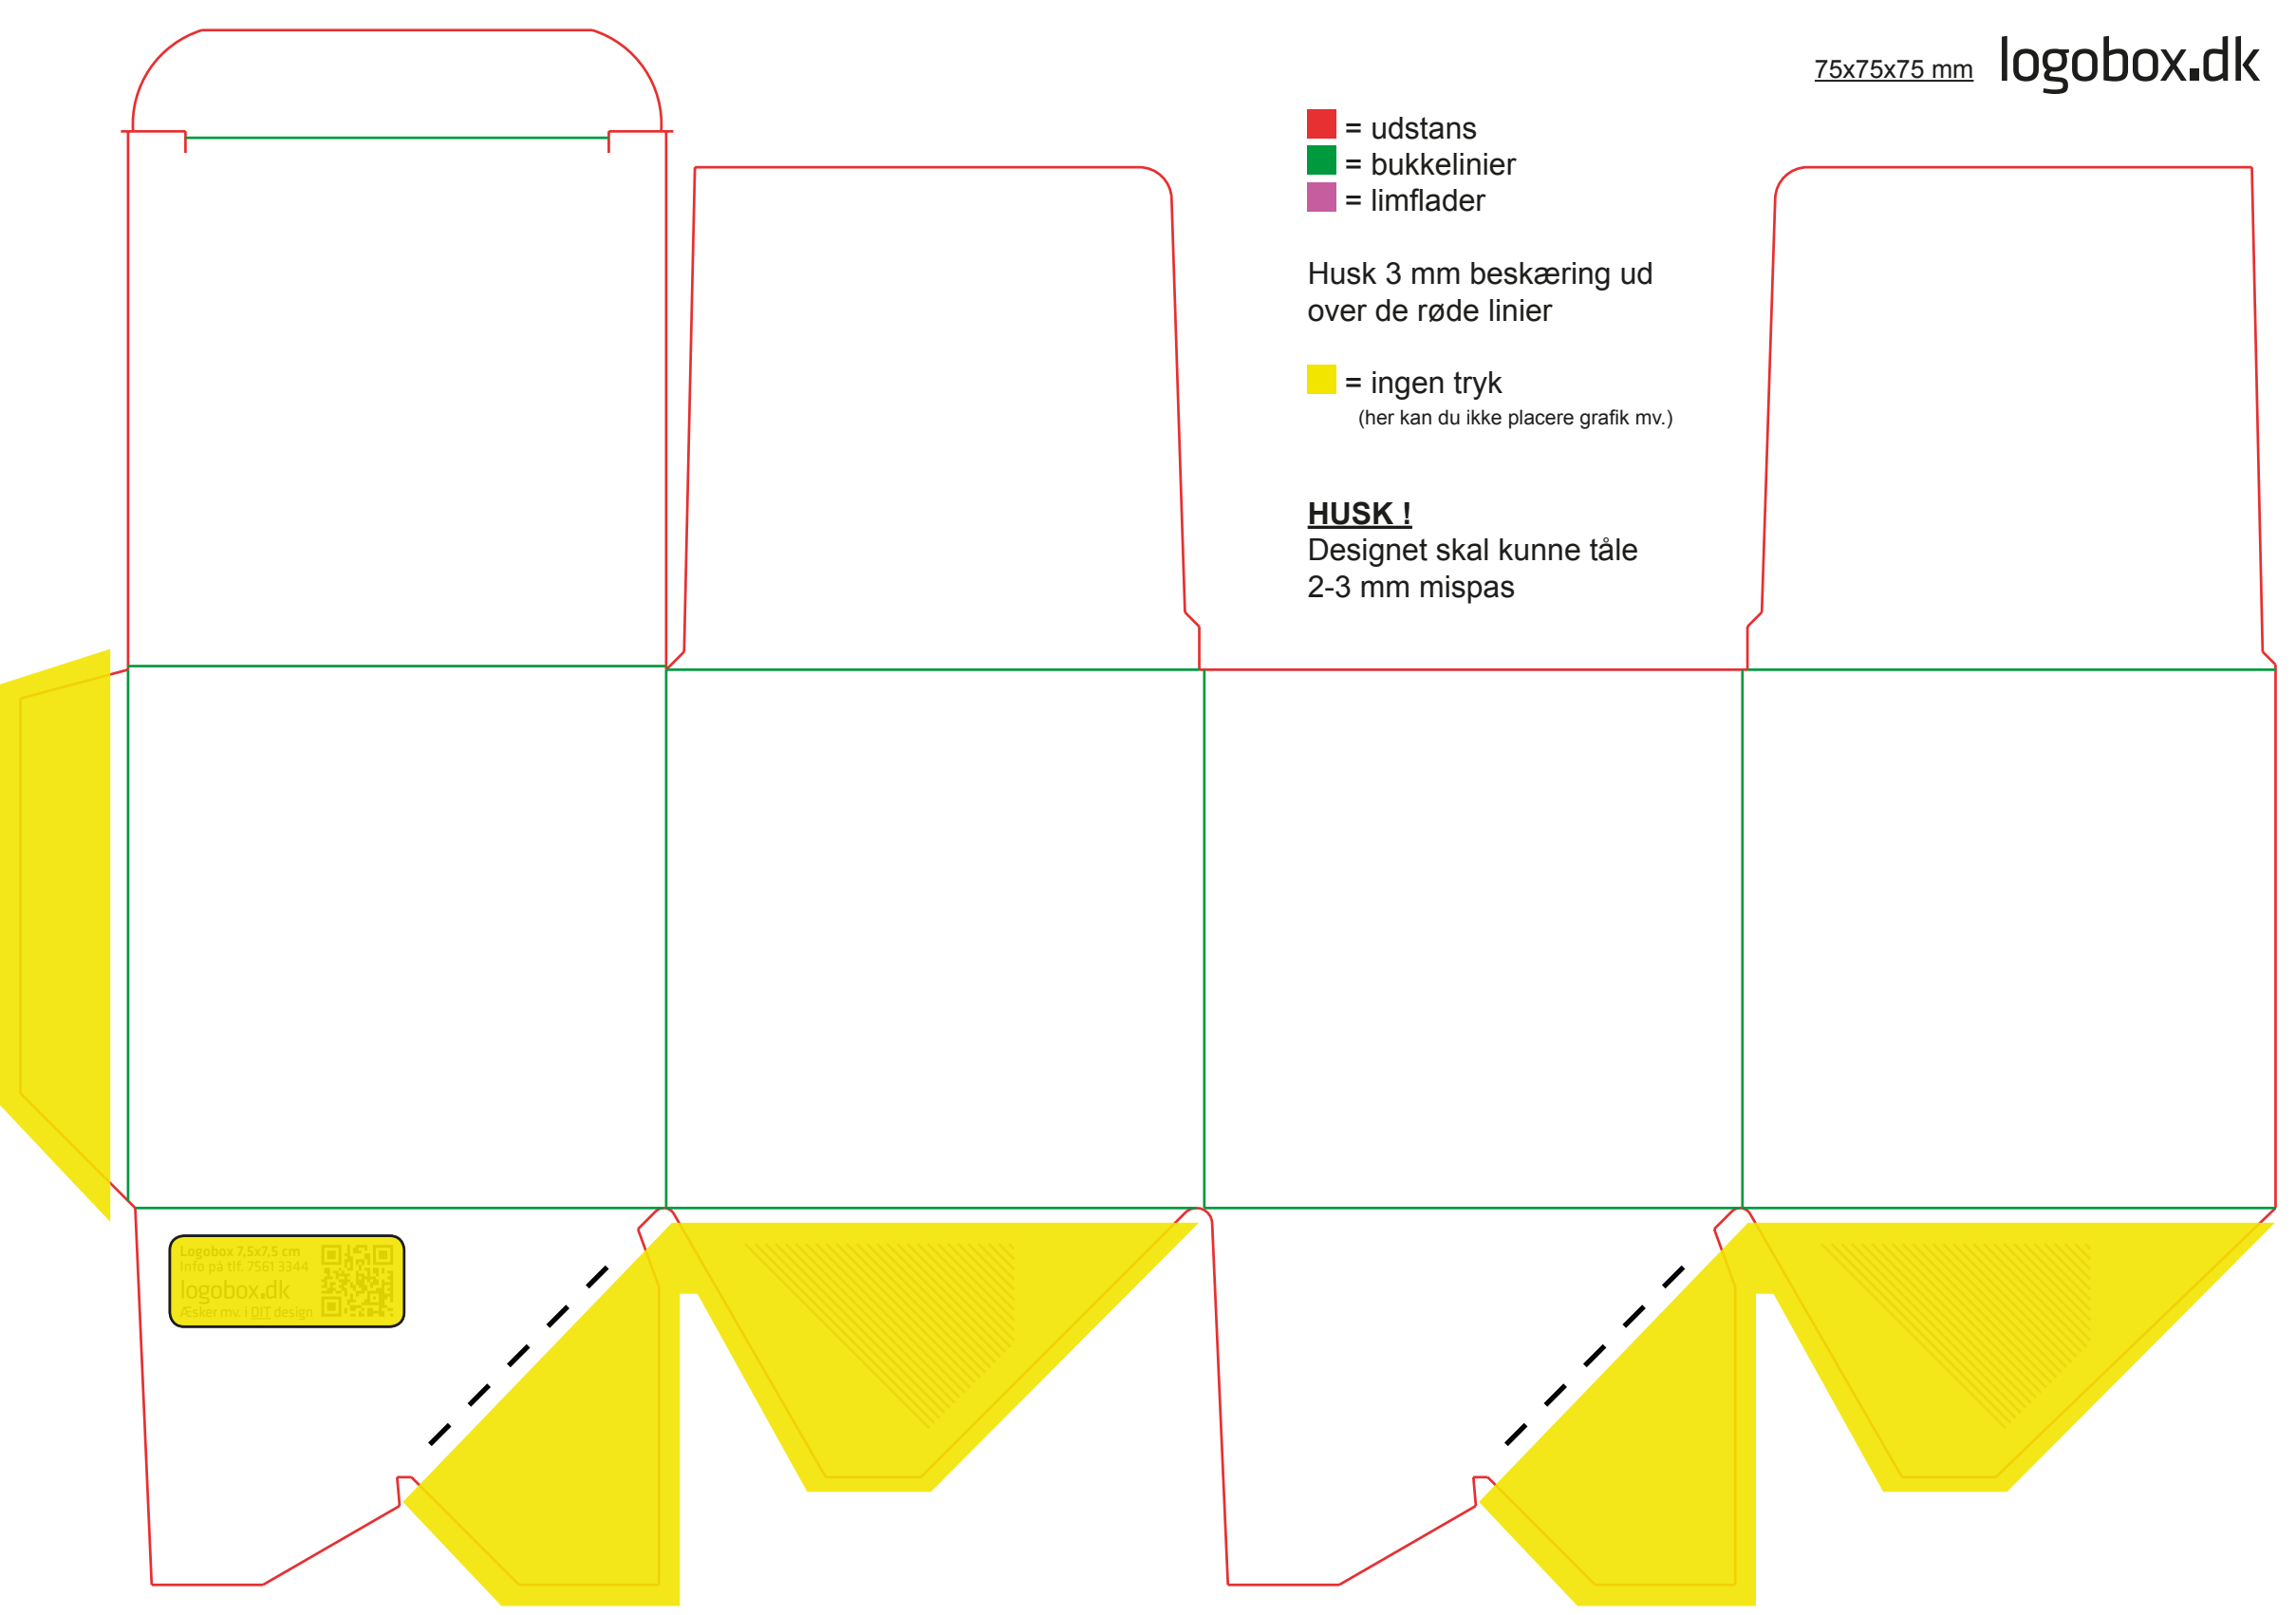 75x75x75 mm logobox.dk
= udstans
= bukkelinier
= limflader
Husk 3 mm beskæring ud
over de røde linier
= ingen tryk
(her kan du ikke placere grafik mv.)
HUSK !
Designet skal kunne tåle
2-3 mm mispas
Logobox 7,5x7,5 cm
Info på tlf. 7561 3344
logobox.dk
Æsker mv. i DIT design